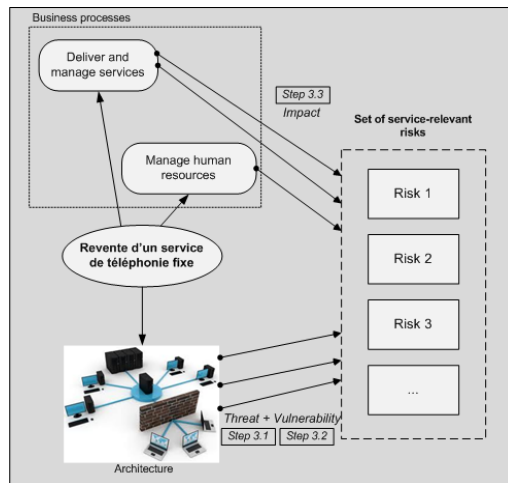 Business processes
Deliver and
manage services
Step 3.3
Impact
Set of service-relevant
risks
Manage human
resources
Risk 1
Revente d'un service
de téléphonie fixe
Risk 2
Risk 3
...
Threat + Vulnerability
Step 3.1
Step 3.2
Architecture